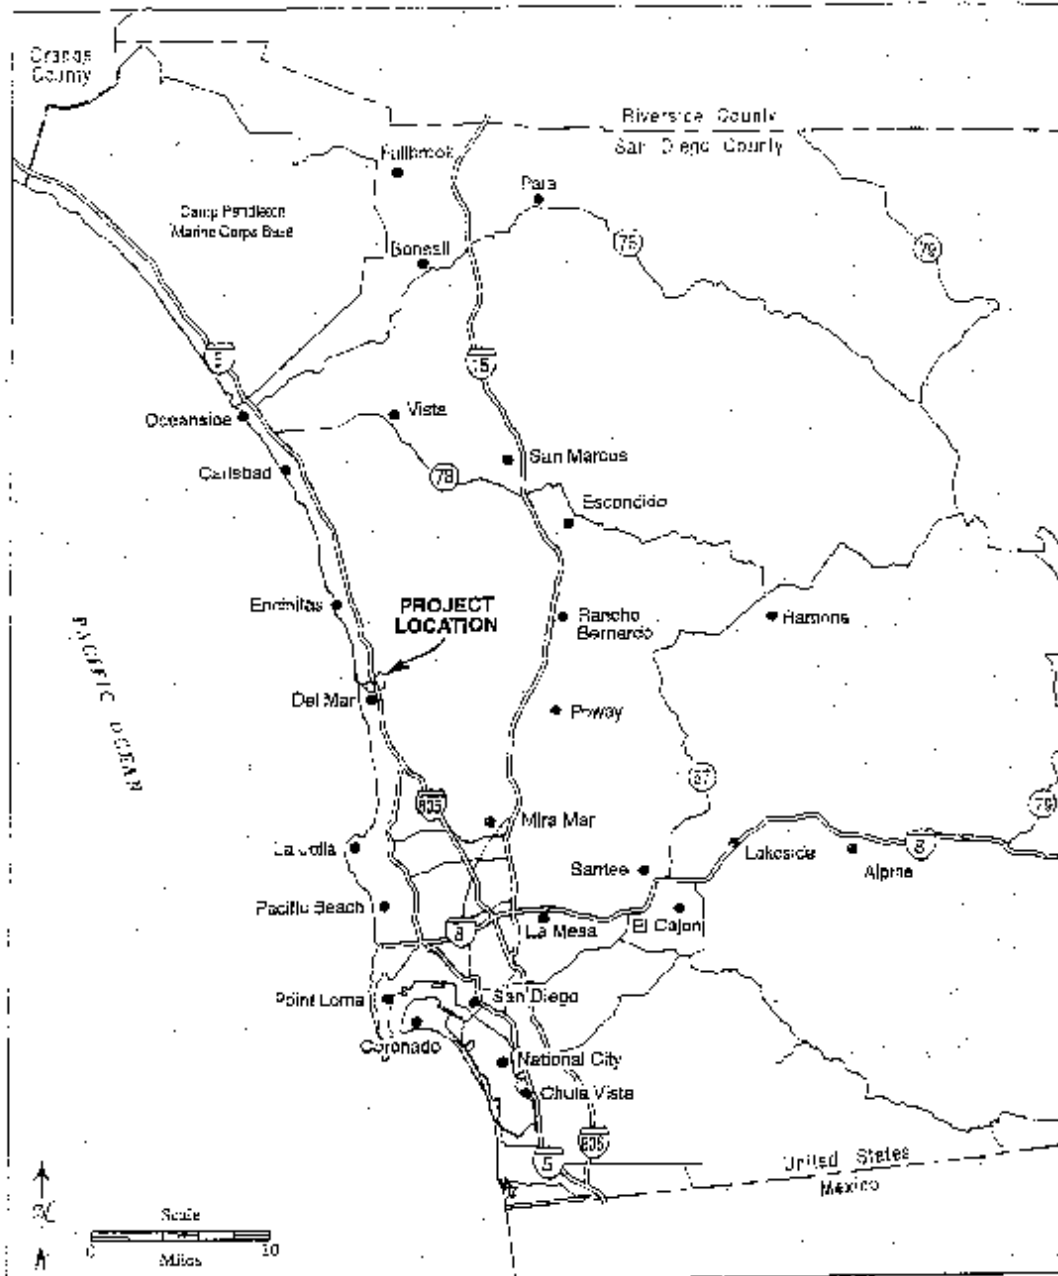 Orange
County
Riverside County
San Diego County
Fallbrook
Pala
Camp Pendleton
Marine Corps Base
Bonsall
76
79
5
15
Oceanside
Vista
San Marcos
Carlsbad
78
Escondido
Encinitas
PROJECT
LOCATION
Rancho
Bernardo
Ramona
PACIFIC OCEAN
Del Mar
Poway
67
79
805
Mira Mar
La Jolla
Santee
Lakeside
8
Alpine
Pacific Beach
8
La Mesa
El Cajon
Point Loma
San Diego
Coronado
National City
Chula Vista
805
5
United States
Mexico
Scale
0
10
Miles